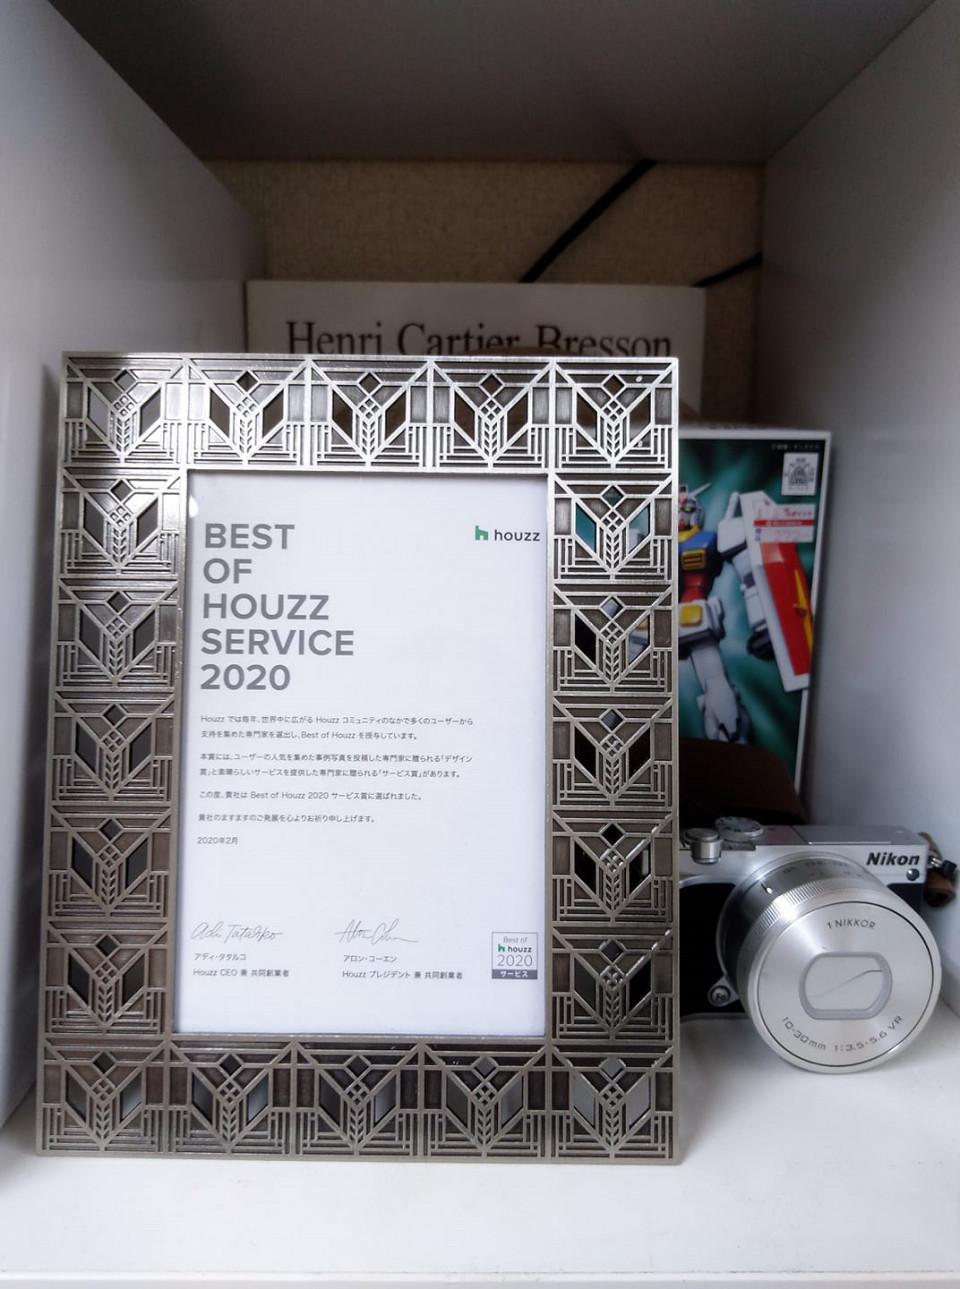 Henri Cartier Bresson
BEST
OF
HOUZZ
SERVICE
2020
houzz
Houzz では毎年、世界中に広がる Houzz コミュニティのなかで多くのユーザーから
支持を集めた専門家を選出し、Best of Houzz を授与しています。
本賞には、ユーザーの人気を集めた事例写真を投稿した専門家に贈られる「デザイン
賞」と素晴らしいサービスを提供した専門家に贈られる「サービス賞」があります。
この度、貴社は Best of Houzz 2020 サービス賞に選ばれました。
貴社のますますのご発展を心よりお祈り申し上げます。
2020年2月
Adi Tatarko
アディ・タタルコ
Houzz CEO 兼 共同創業者
Alon Cohen
アロン・コーエン
Houzz プレジデント 兼 共同創業者
Best of
houzz
2020
サービス
Nikon
1 NIKKOR
10-30mm 1:3.5-5.6 VR